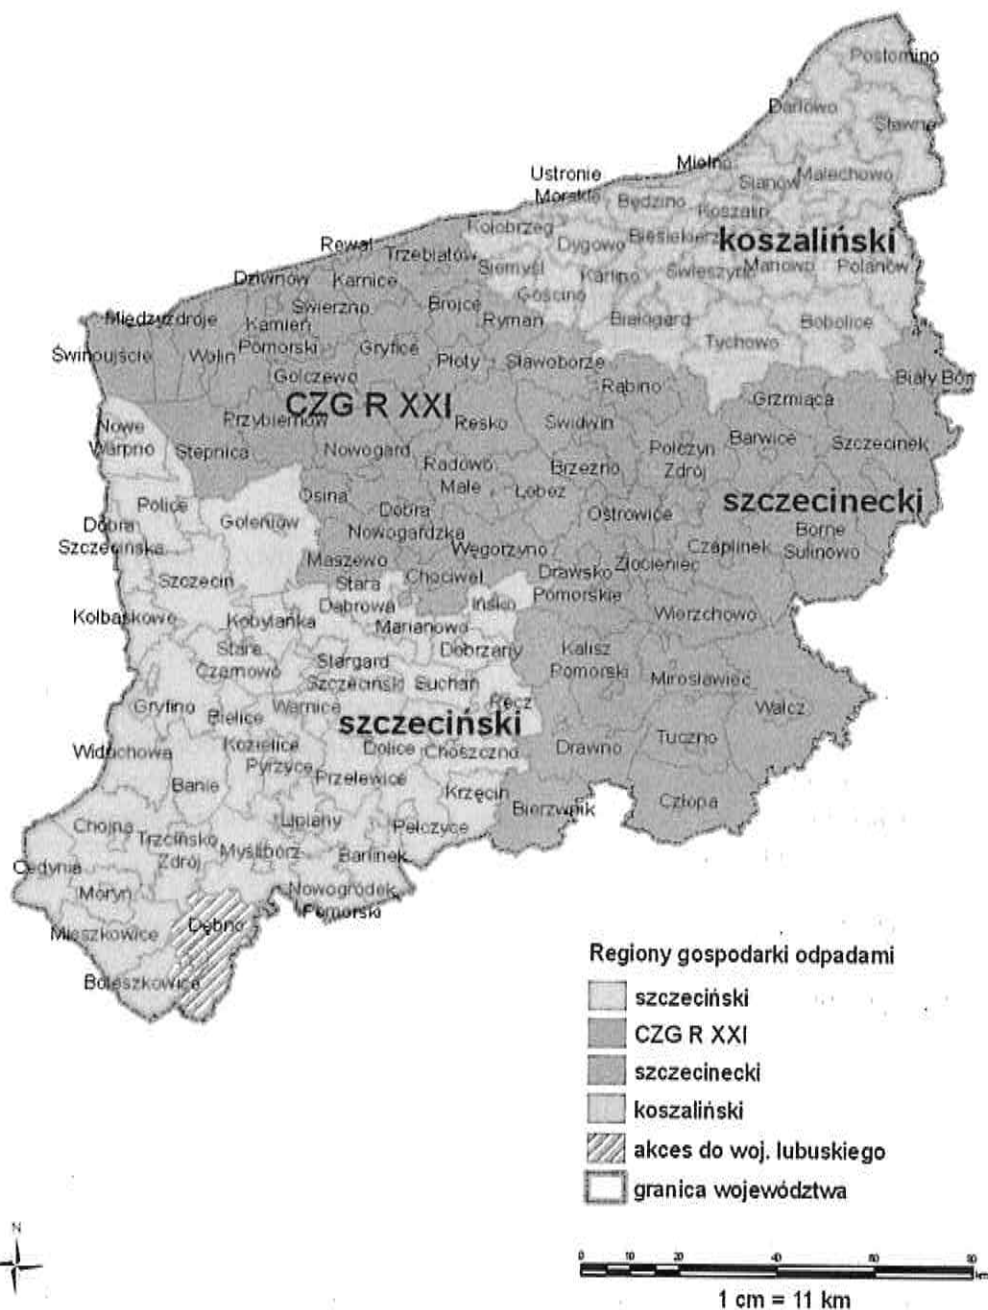 Postomino
Darłowo
Sławno
Mielno
Ustronie
Morskie
Sianów
Malechowo
Będzino
Koszalin
Kołobrzeg
Dygowo
Biesiekierz
koszaliński
Rewal
Trzebiatów
Siemyśl
Karlino
Świeszyno
Manowo
Polanów
Dziwnów
Karnice
Gościno
Świerzno
Brojce
Międzyzdroje
Kamień
Pomorski
Ryman
Białogard
Bobolice
Tychowo
Świnoujście
Wolin
Gryfice
Płoty
Sławoborze
Golczewo
Rąbino
Biały Bór
Grzmiąca
CZG R XXI
Przybiernów
Resko
Świdwin
Nowe
Warpno
Stepnica
Nowogard
Połczyn
Zdrój
Barwice
Szczecinek
Radowo
Małe
Brzeżno
Łobez
Osina
Police
Goleniów
Dobra
Nowogardzka
Ostrowice
szczecinecki
Dobra
Szczecińska
Węgorzyno
Czaplinek
Borne
Sulinowo
Maszewo
Szczecin
Stara
Dąbrowa
Chociwel
Drawsko
Pomorskie
Złocieniec
Ińsko
Kołbaskowo
Kobylanka
Marianowo
Wierzchowo
Stara
Czarnowo
Dobrzany
Kalisz
Pomorski
Stargard
Szczeciński
Suchań
Mirosławiec
Gryfino
Bielice
Warnice
Recz
Wałcz
szczeciński
Widuchowa
Kozielice
Pyrzyce
Dolice
Choszczno
Drawno
Tuczno
Banie
Przelewice
Krzęcin
Bierzwnik
Człopa
Chojna
Trzcińsko
Zdrój
Lipiany
Pełczyce
Myślibórz
Barlinek
Cedynia
Moryń
Nowogródek
Pomorski
Mieszkowice
Dębno
Boleszkowice
Regiony gospodarki odpadami
szczeciński
CZG R XXI
szczecinecki
koszaliński
akces do woj. lubuskiego
granica województwa
N
0 10 20 40 60 80
km
1 cm = 11 km